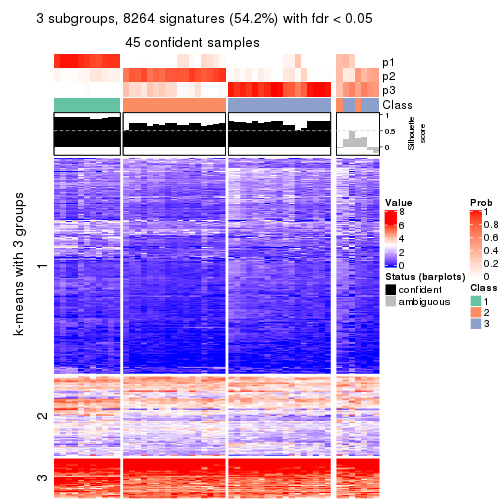 3 subgroups, 8264 signatures (54.2%) with fdr < 0.05
45 confident samples
p1
p2
p3
Class
1
0.5
0
Silhouette
score
k-means with 3 groups
1
2
3
Value
8
6
4
2
0
Status (barplots)
confident
ambiguous
Prob
1
0.8
0.6
0.4
0.2
0
Class
1
2
3